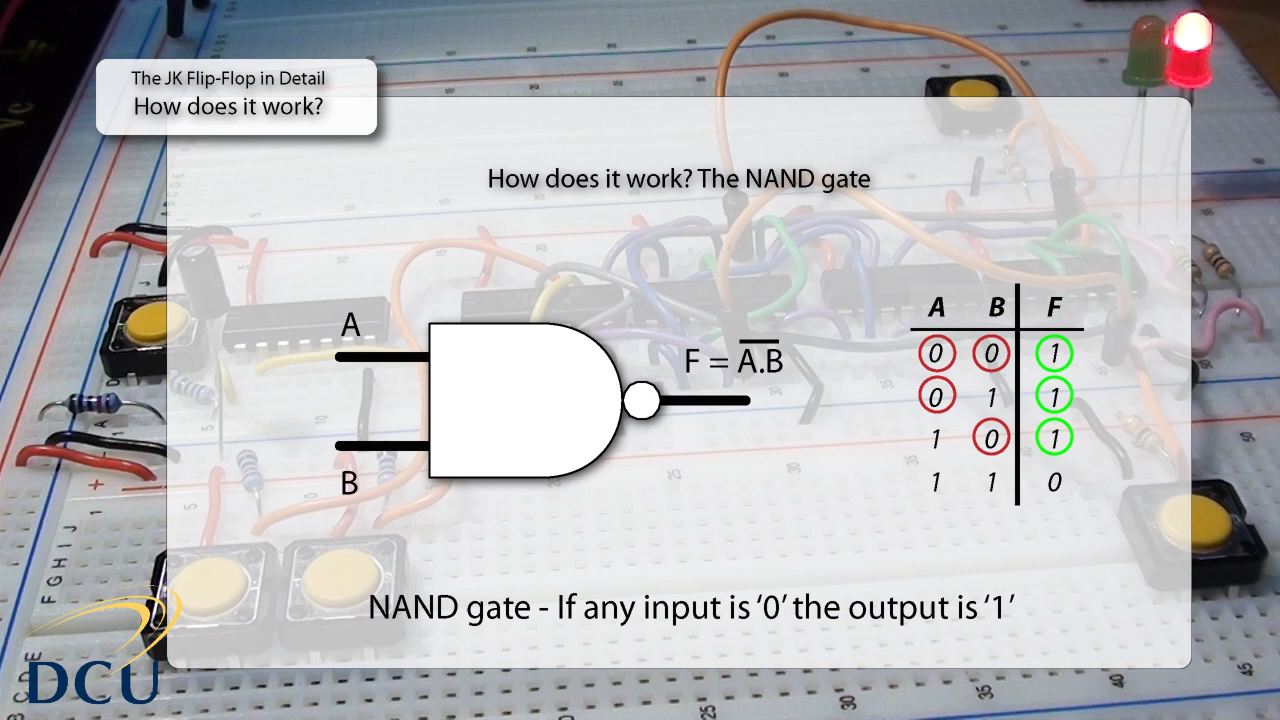 The JK Flip-Flop in Detail
How does it work?
How does it work? The NAND gate
A
B
F = A̅.̅B̅
A B F
0 0 1
0 1 1
1 0 1
1 1 0
NAND gate - If any input is ‘0’ the output is ‘1’
DCU